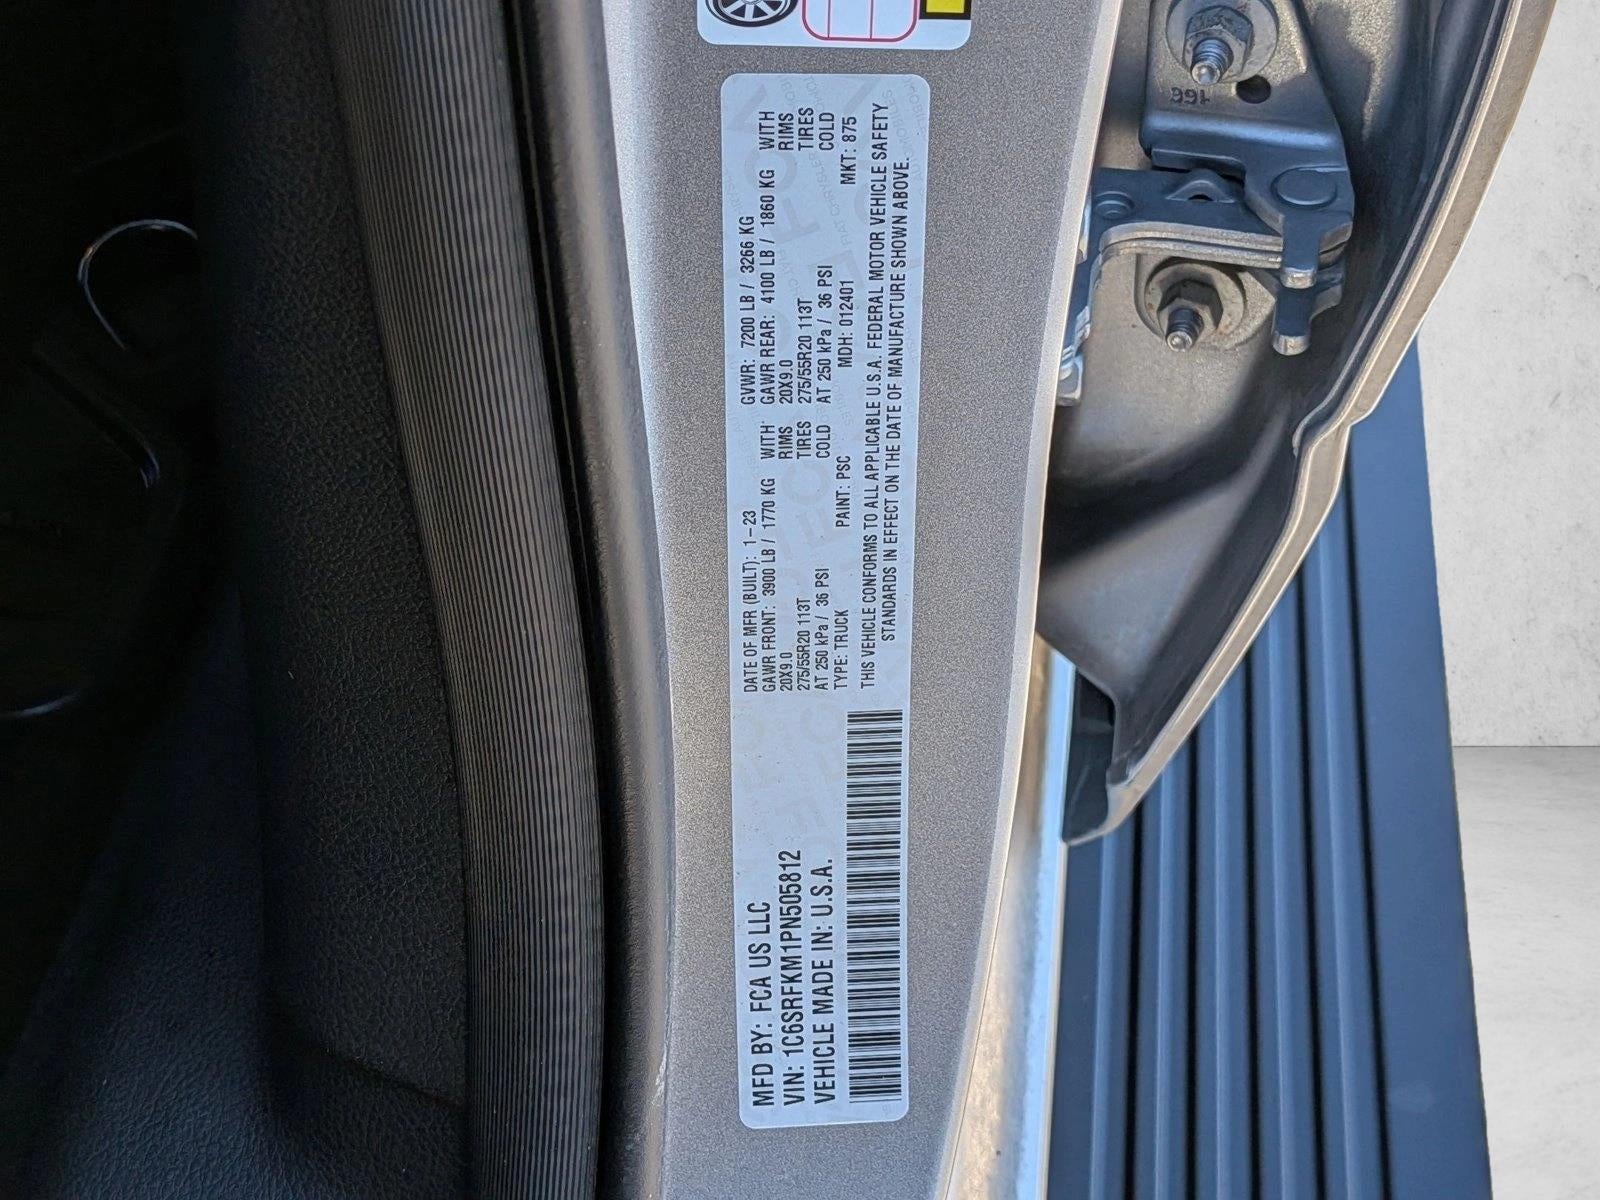 MFD BY: FCA US LLC
VIN: 1C6SRFKM1PN505812
VEHICLE MADE IN: U.S.A.
DATE OF MFR (BUILT): 1-23 GVWR: 7200 LB / 3266 KG
GAWR FRONT: 3900 LB / 1770 KG WITH GAWR REAR: 4100 LB / 1860 KG WITH
20X9.0 RIMS 20X9.0 RIMS
275/55R20 113T TIRES 275/55R20 113T TIRES
AT 250 kPa / 36 PSI COLD AT 250 kPa / 36 PSI COLD
TYPE: TRUCK PAINT: PSC MDH: 012401 MKT: 875
THIS VEHICLE CONFORMS TO ALL APPLICABLE U.S.A. FEDERAL MOTOR VEHICLE SAFETY
STANDARDS IN EFFECT ON THE DATE OF MANUFACTURE SHOWN ABOVE.